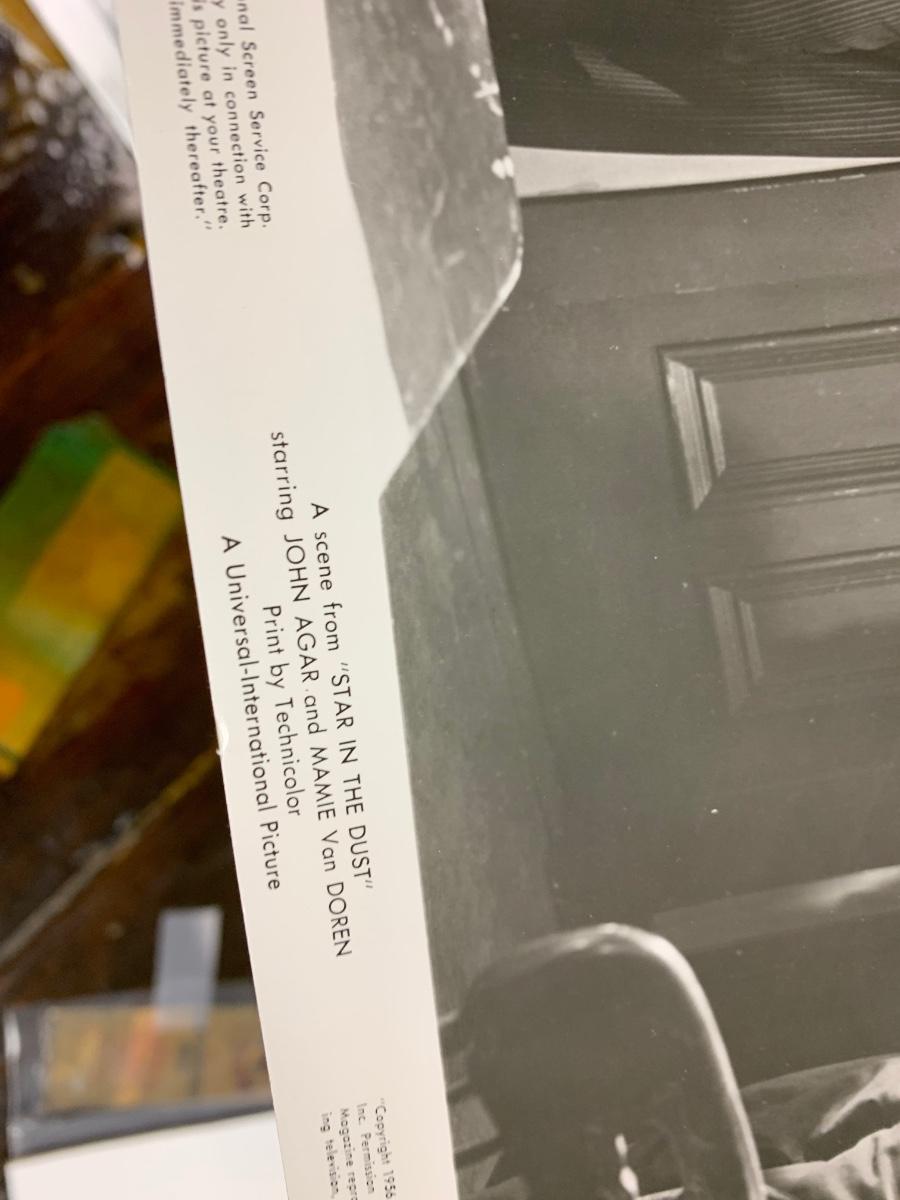 nal Screen Service Corp.
y only in connection with
is picture at your theatre.
immediately thereafter."
A scene from "STAR IN THE DUST"
starring JOHN AGAR and MAMIE Van DOREN
Print by Technicolor
A Universal-International Picture
"Copyright 1956
Inc. Permission
Magazine repro
ing television,